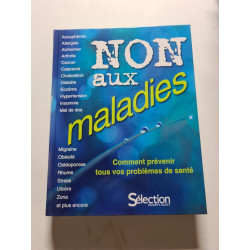 Acouphènes
Allergies
Alzheimer
Arthrite
Cancer
Cataracte
Cholestérol
Diabète
Eczéma
Hypertension
Insomnie
Mal de dos
NON
aux
maladies
Migraine
Obésité
Ostéoporose
Rhume
Stress
Ulcère
Zona
et plus encore
Comment prévenir
tous vos problèmes de santé
Sélection